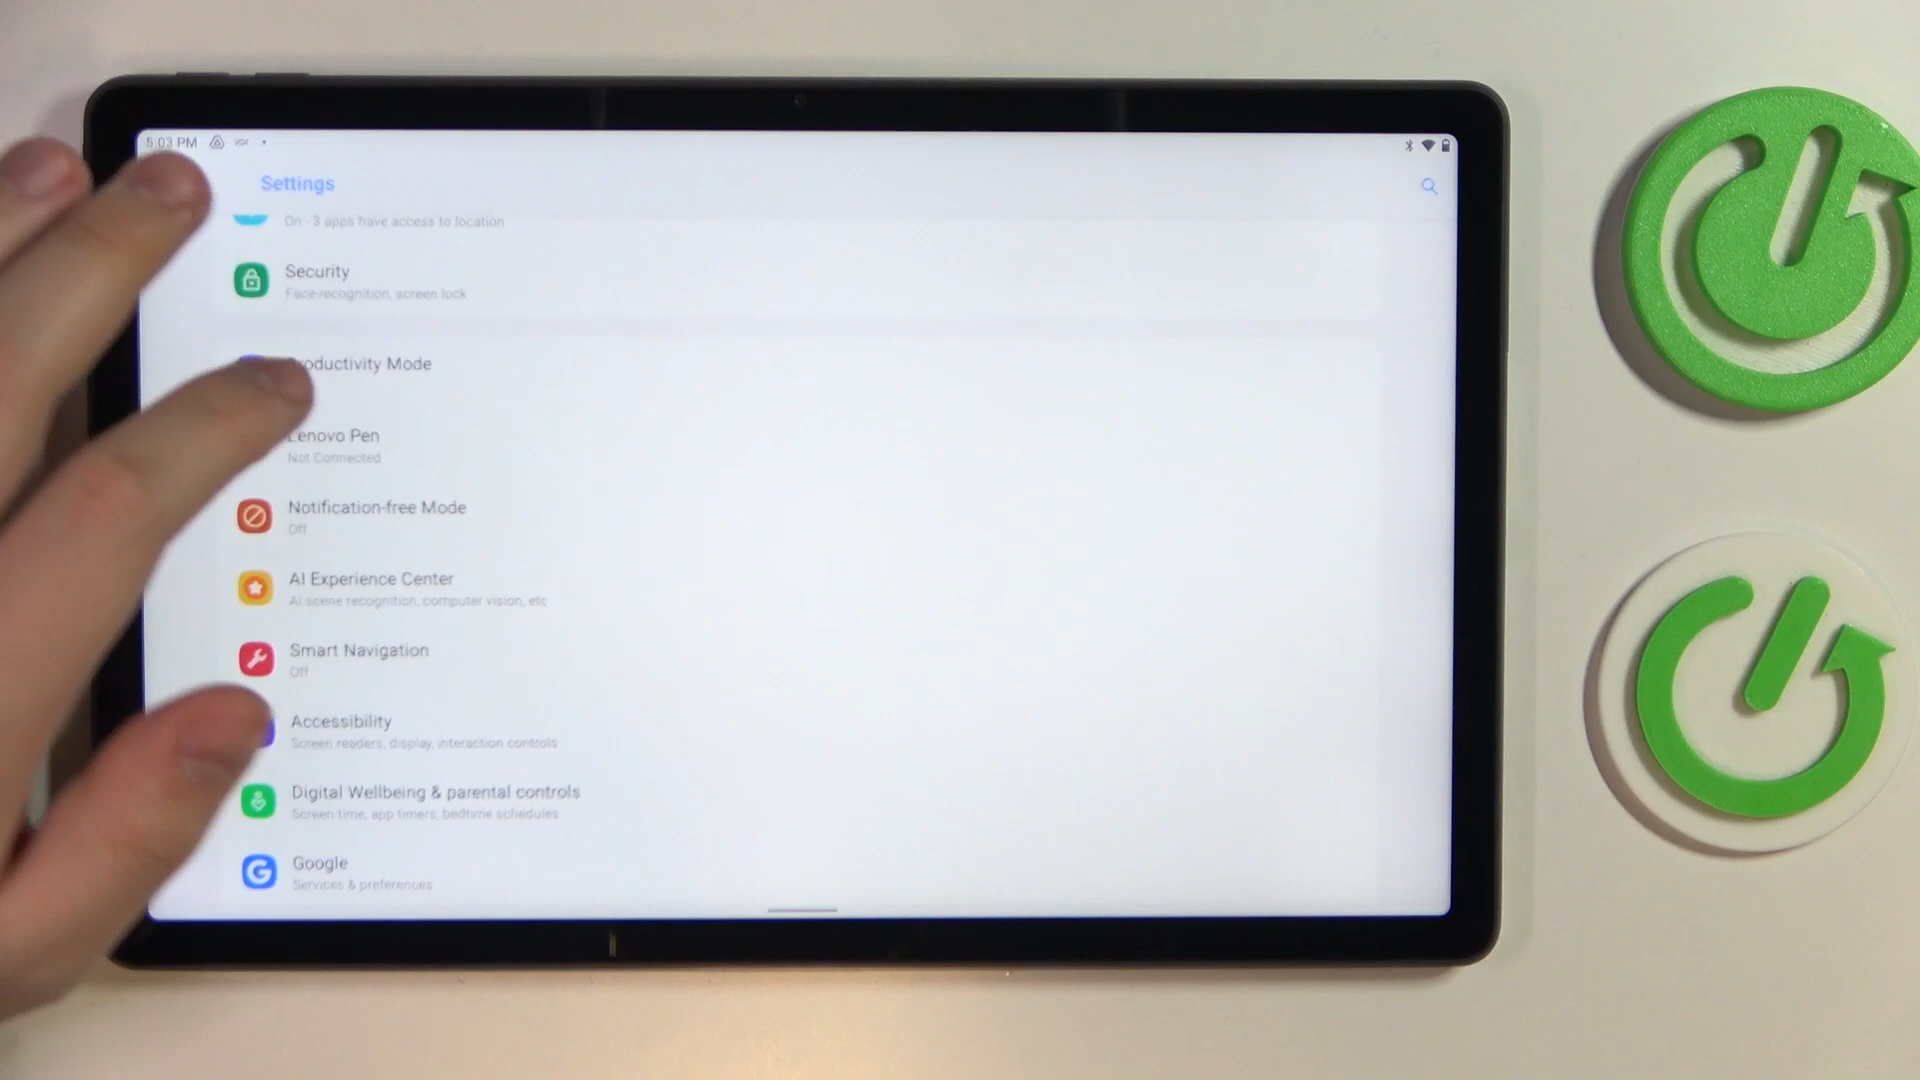 5:03 PM
Settings
On · 3 apps have access to location
Security
Face-recognition, screen lock
roductivity Mode
Lenovo Pen
Not Connected
Notification-free Mode
Off
AI Experience Center
AI scene recognition, computer vision, etc
Smart Navigation
Off
Accessibility
Screen readers, display, interaction controls
Digital Wellbeing & parental controls
Screen time, app timers, bedtime schedules
Google
Services & preferences